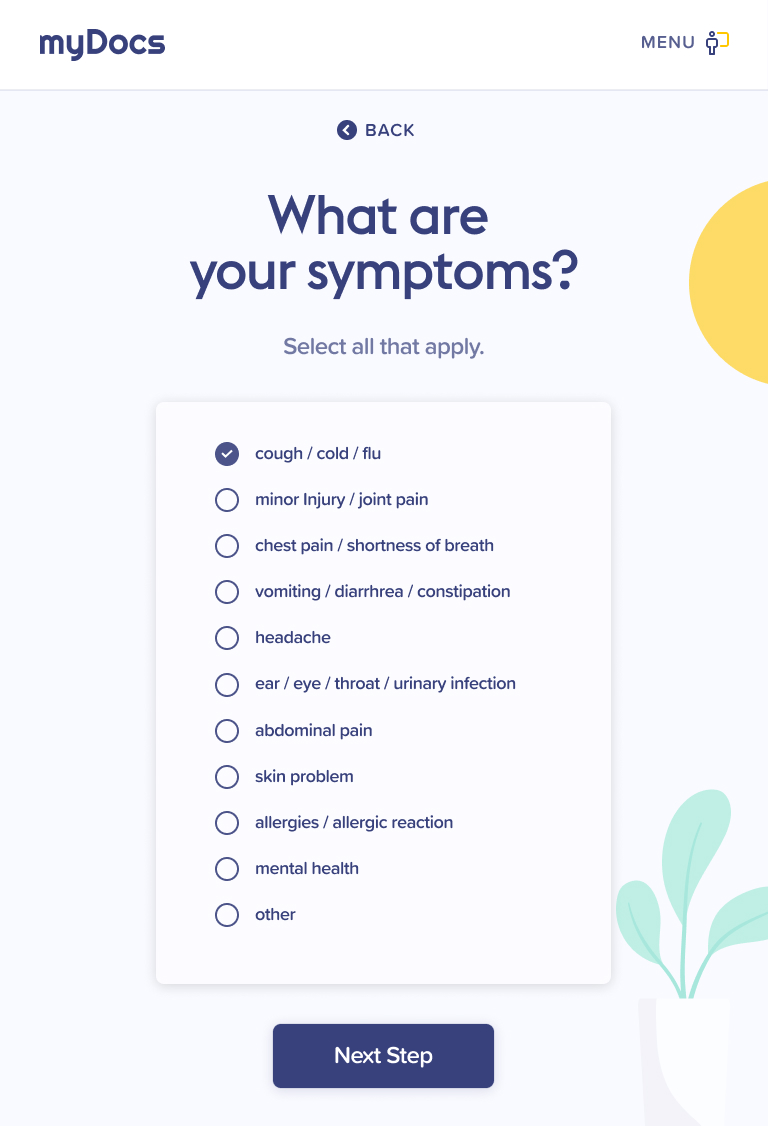 myDocs
MENU
BACK
What are
your symptoms?
Select all that apply.
cough / cold / flu
minor Injury / joint pain
chest pain / shortness of breath
vomiting / diarrhrea / constipation
headache
ear / eye / throat / urinary infection
abdominal pain
skin problem
allergies / allergic reaction
mental health
other
Next Step